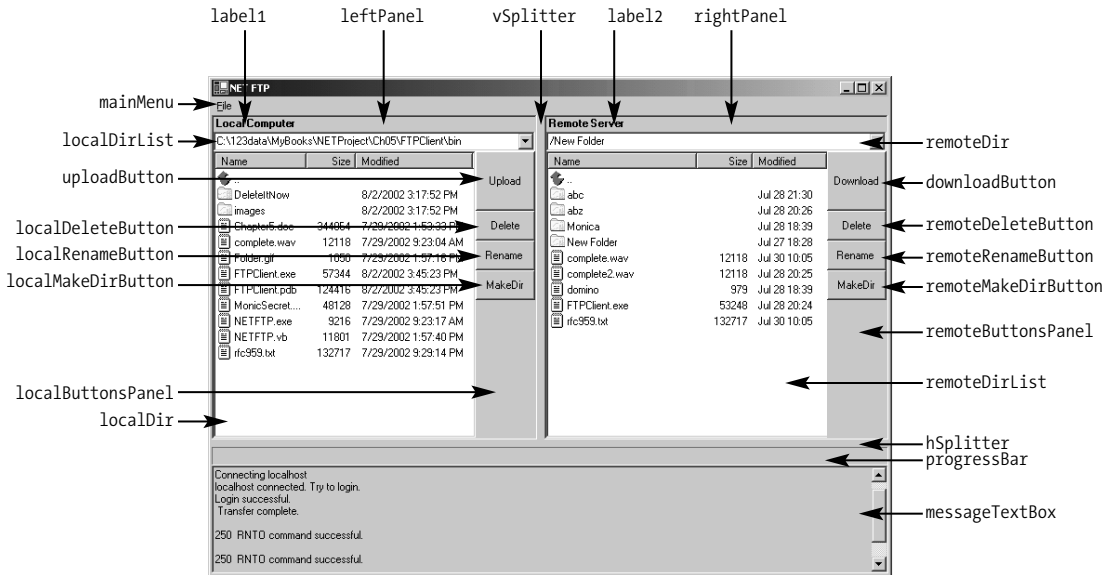 label1 leftPanel vSplitter label2 rightPanel
mainMenu
localDirList
uploadButton
localDeleteButton
localRenameButton
localMakeDirButton
localButtonsPanel
localDir
NET FTP
File
Local Computer
C:\123data\MyBooks\NETProject\Ch05\FTPClient\bin
Name Size Modified
..
DeleteItNow 8/2/2002 3:17:52 PM
images 8/2/2002 3:17:52 PM
Chapter5.doc 344064 7/29/2002 1:53:33 PM
complete.wav 12118 7/29/2002 9:23:04 AM
Folder.gif 1050 7/29/2002 1:57:16 PM
FTPClient.exe 57344 8/2/2002 3:45:23 PM
FTPClient.pdb 124416 8/2/2002 3:45:23 PM
MonicSecret.... 48128 7/29/2002 1:57:51 PM
NETFTP.exe 9216 7/29/2002 9:23:17 AM
NETFTP.vb 11801 7/29/2002 1:57:40 PM
rfc959.txt 132717 7/29/2002 9:29:14 PM
Upload
Delete
Rename
MakeDir
Remote Server
/New Folder
Name Size Modified
..
abc Jul 28 21:30
abz Jul 28 20:26
Monica Jul 28 18:39
New Folder Jul 27 18:28
complete.wav 12118 Jul 30 10:05
complete2.wav 12118 Jul 28 20:25
domino 979 Jul 28 18:39
FTPClient.exe 53248 Jul 28 20:24
rfc959.txt 132717 Jul 30 10:05
Download
Delete
Rename
MakeDir
Connecting localhost
localhost connected. Try to login.
Login successful.
Transfer complete.
250 RNTO command successful.
250 RNTO command successful.
remoteDir
downloadButton
remoteDeleteButton
remoteRenameButton
remoteMakeDirButton
remoteButtonsPanel
remoteDirList
hSplitter
progressBar
messageTextBox